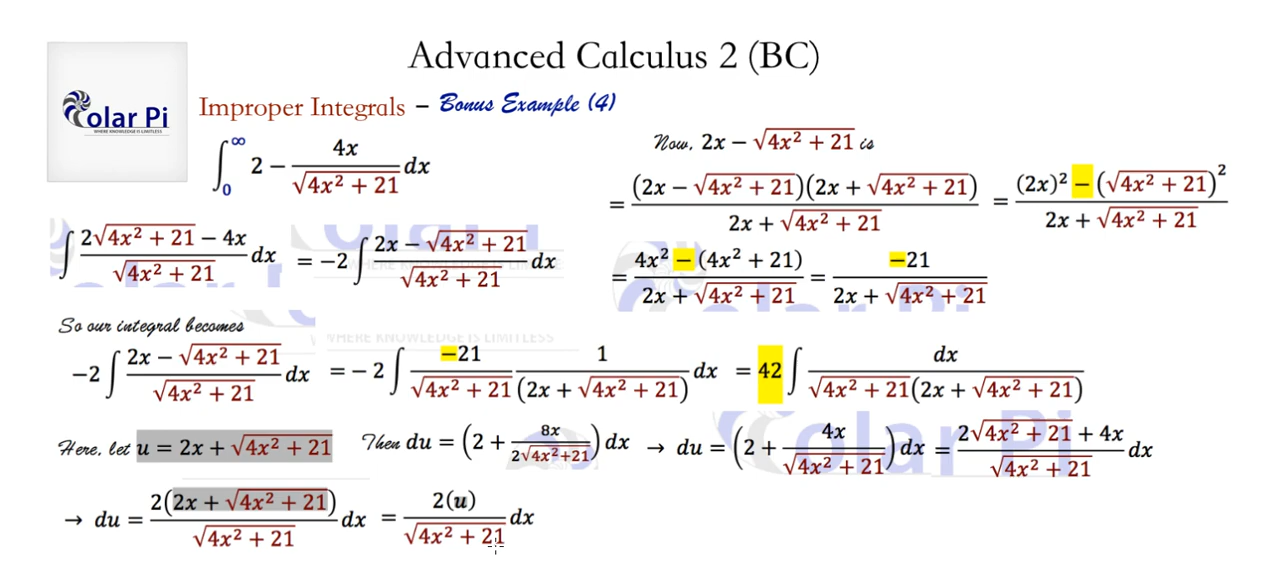 Advanced Calculus 2 (BC)
olar Pi
WHERE KNOWLEDGE IS LIMITLESS
Improper Integrals – Bonus Example (4)
∫₀^∞ 2 − 4x/√(4x² + 21) dx
∫ (2√(4x² + 21) − 4x)/√(4x² + 21) dx = −2 ∫ (2x − √(4x² + 21))/√(4x² + 21) dx
Now, 2x − √(4x² + 21) is
= (2x − √(4x² + 21))(2x + √(4x² + 21))/(2x + √(4x² + 21)) = ((2x)² − (√(4x² + 21))²)/(2x + √(4x² + 21))
= (4x² − (4x² + 21))/(2x + √(4x² + 21)) = −21/(2x + √(4x² + 21))
So our integral becomes
WHERE KNOWLEDGE IS LIMITLESS
−2 ∫ (2x − √(4x² + 21))/√(4x² + 21) dx = − 2 ∫ −21/√(4x² + 21) 1/(2x + √(4x² + 21)) dx = 42 ∫ dx/(√(4x² + 21)(2x + √(4x² + 21)))
Here, let u = 2x + √(4x² + 21) Then du = (2 + 8x/(2√(4x²+21))) dx → du = (2 + 4x/√(4x² + 21)) dx = (2√(4x² + 21) + 4x)/√(4x² + 21) dx
→ du = 2(2x + √(4x² + 21))/√(4x² + 21) dx = 2(u)/√(4x² + 21) dx